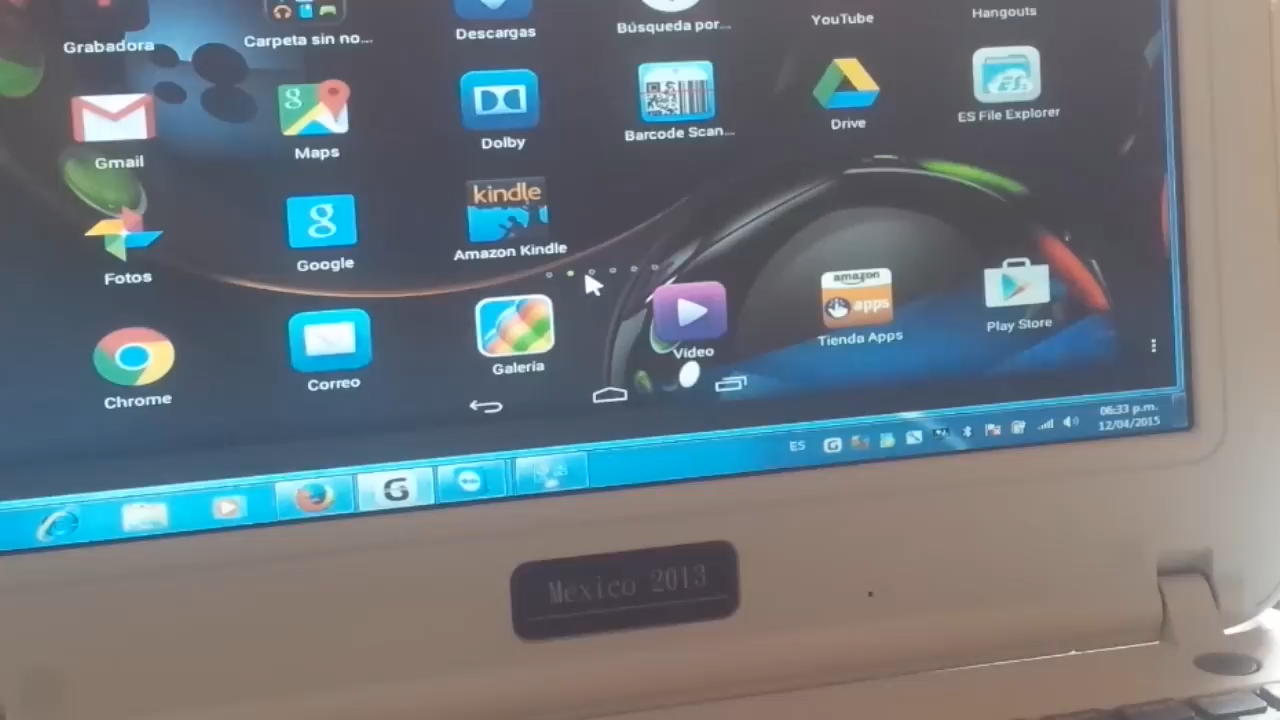 Grabadora
Carpeta sin no...
Descargas
Búsqueda por...
YouTube
Hangouts
Gmail
g
Maps
Dolby
Barcode Scan...
Drive
ES
ES File Explorer
Fotos
g
Google
kindle
Amazon Kindle
Chrome
Correo
Galería
Vídeo
amazon
apps
Tienda Apps
Play Store
ES
G
06:33 p.m.
12/04/2015
G
Mexico 2013